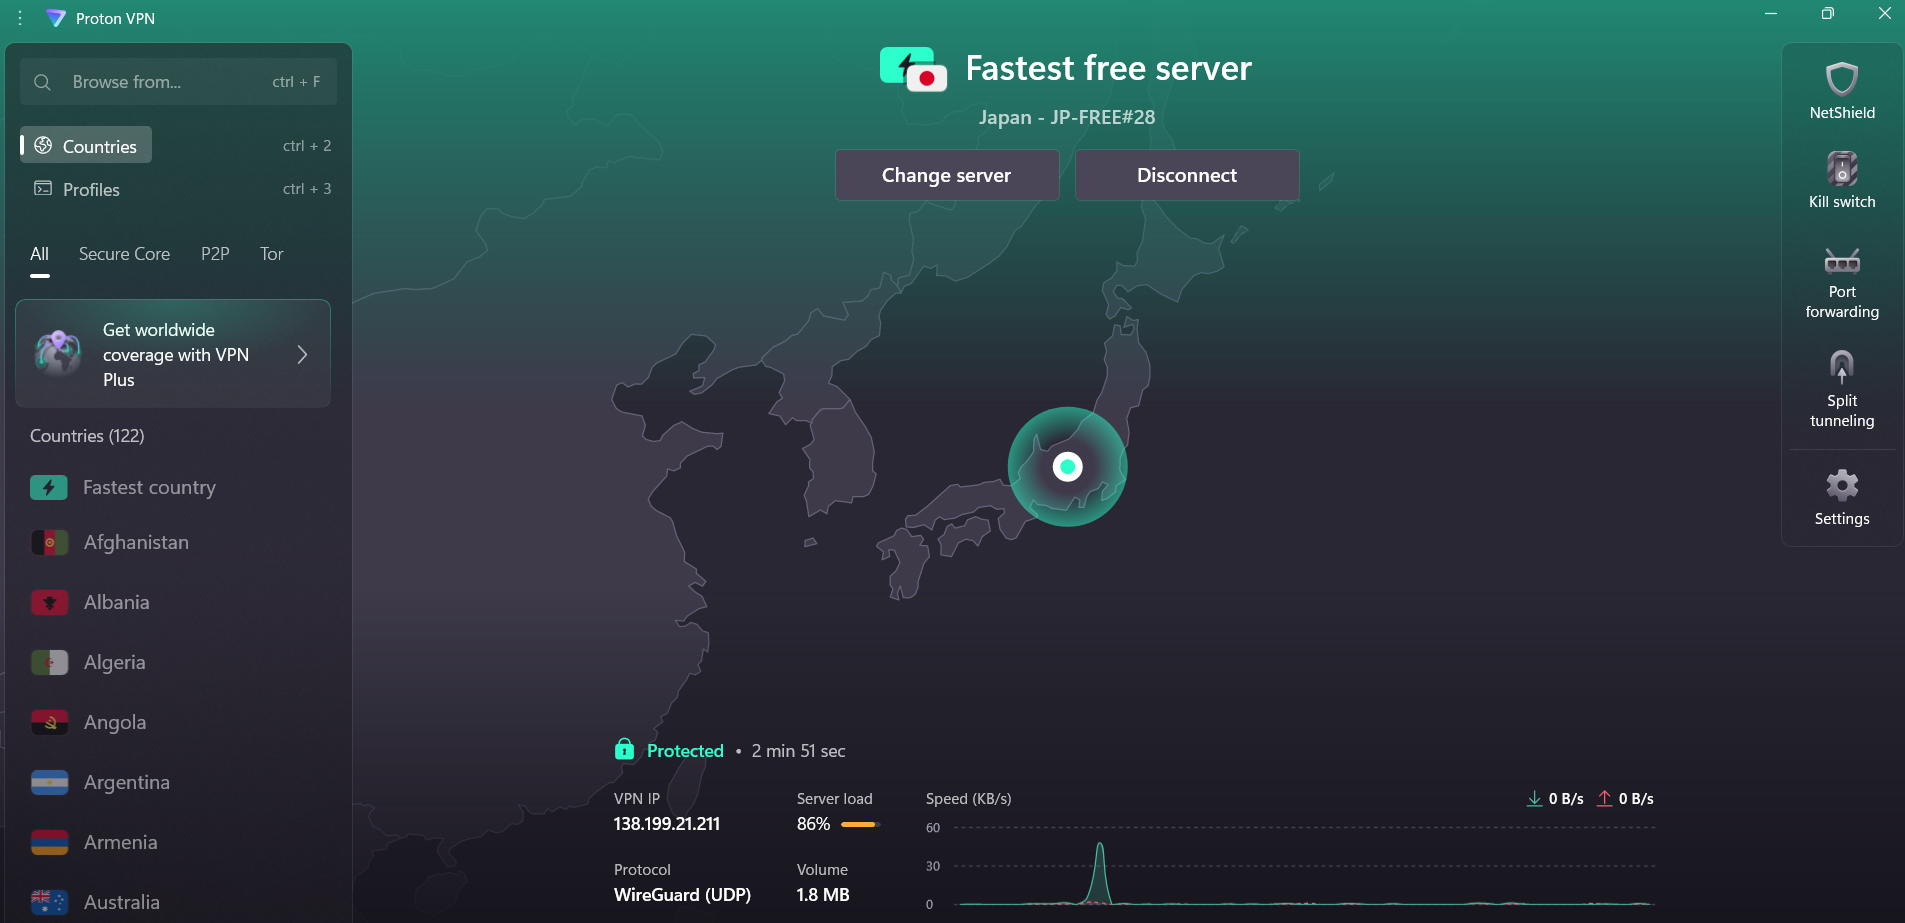 Proton VPN
Browse from... ctrl + F
Countries ctrl + 2
Profiles ctrl + 3
All Secure Core P2P Tor
Get worldwide
coverage with VPN
Plus
Countries (122)
Fastest country
Afghanistan
Albania
Algeria
Angola
Argentina
Armenia
Australia
Fastest free server
Japan - JP-FREE#28
Change server Disconnect
Protected • 2 min 51 sec
VPN IP
138.199.21.211
Server load
86%
Protocol
WireGuard (UDP)
Volume
1.8 MB
Speed (KB/s) 0 B/s 0 B/s
60
30
0
NetShield
Kill switch
Port
forwarding
Split
tunneling
Settings